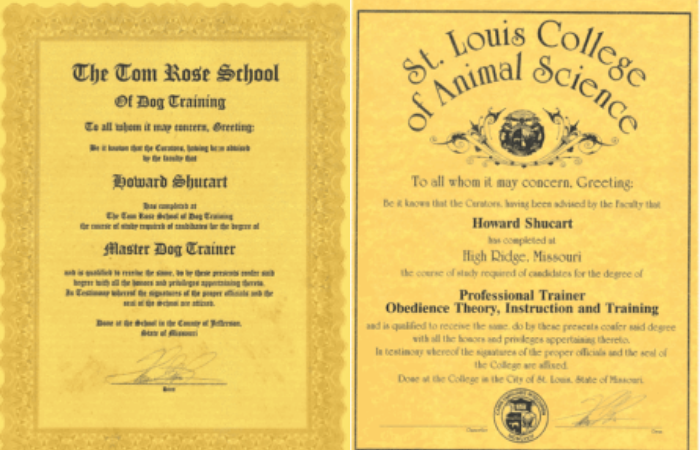 The Tom Rose School
Of Dog Training
To all whom it may concern, Greeting:
Be it known that the Curators, having been advised
by the faculty that
Howard Shucart
has completed at
The Tom Rose School of Dog Training
the course of study required of candidates for the degree of
Master Dog Trainer
and is qualified to receive the same, do by these presents confer said
degree with all the honors and privileges appertaining thereto.
In Testimony whereof the signatures of the proper officials and the
seal of the School are affixed.
Done at the School in the County of Jefferson,
State of Missouri
St. Louis College
of Animal Science
To all whom it may concern, Greeting:
Be it known that the Curators, having been advised by the Faculty that
Howard Shucart
has completed at
High Ridge, Missouri
the course of study required of candidates for the degree of
Professional Trainer
Obedience Theory, Instruction and Training
and is qualified to receive the same, do by these presents confer said degree
with all the honors and privileges appertaining thereto.
In testimony whereof the signatures of the proper officials and the seal of
the College are affixed.
Done at the College in the City of St. Louis, State of Missouri.